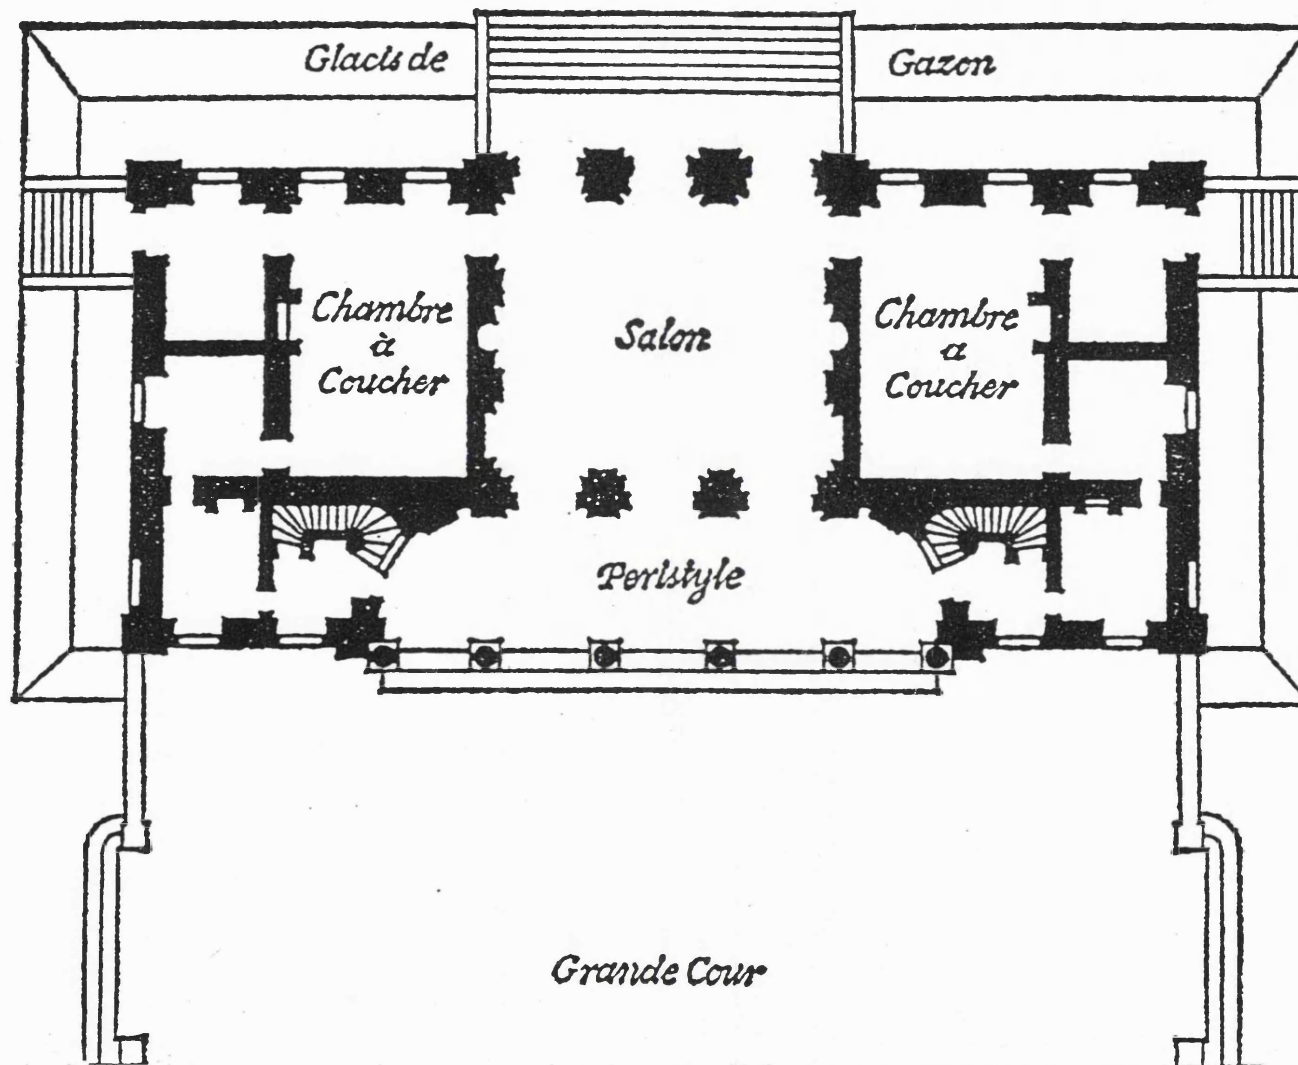 Glacis de Gazon
Chambre
à
Coucher
Salon
Chambre
a
Coucher
Peristyle
Grande Cour